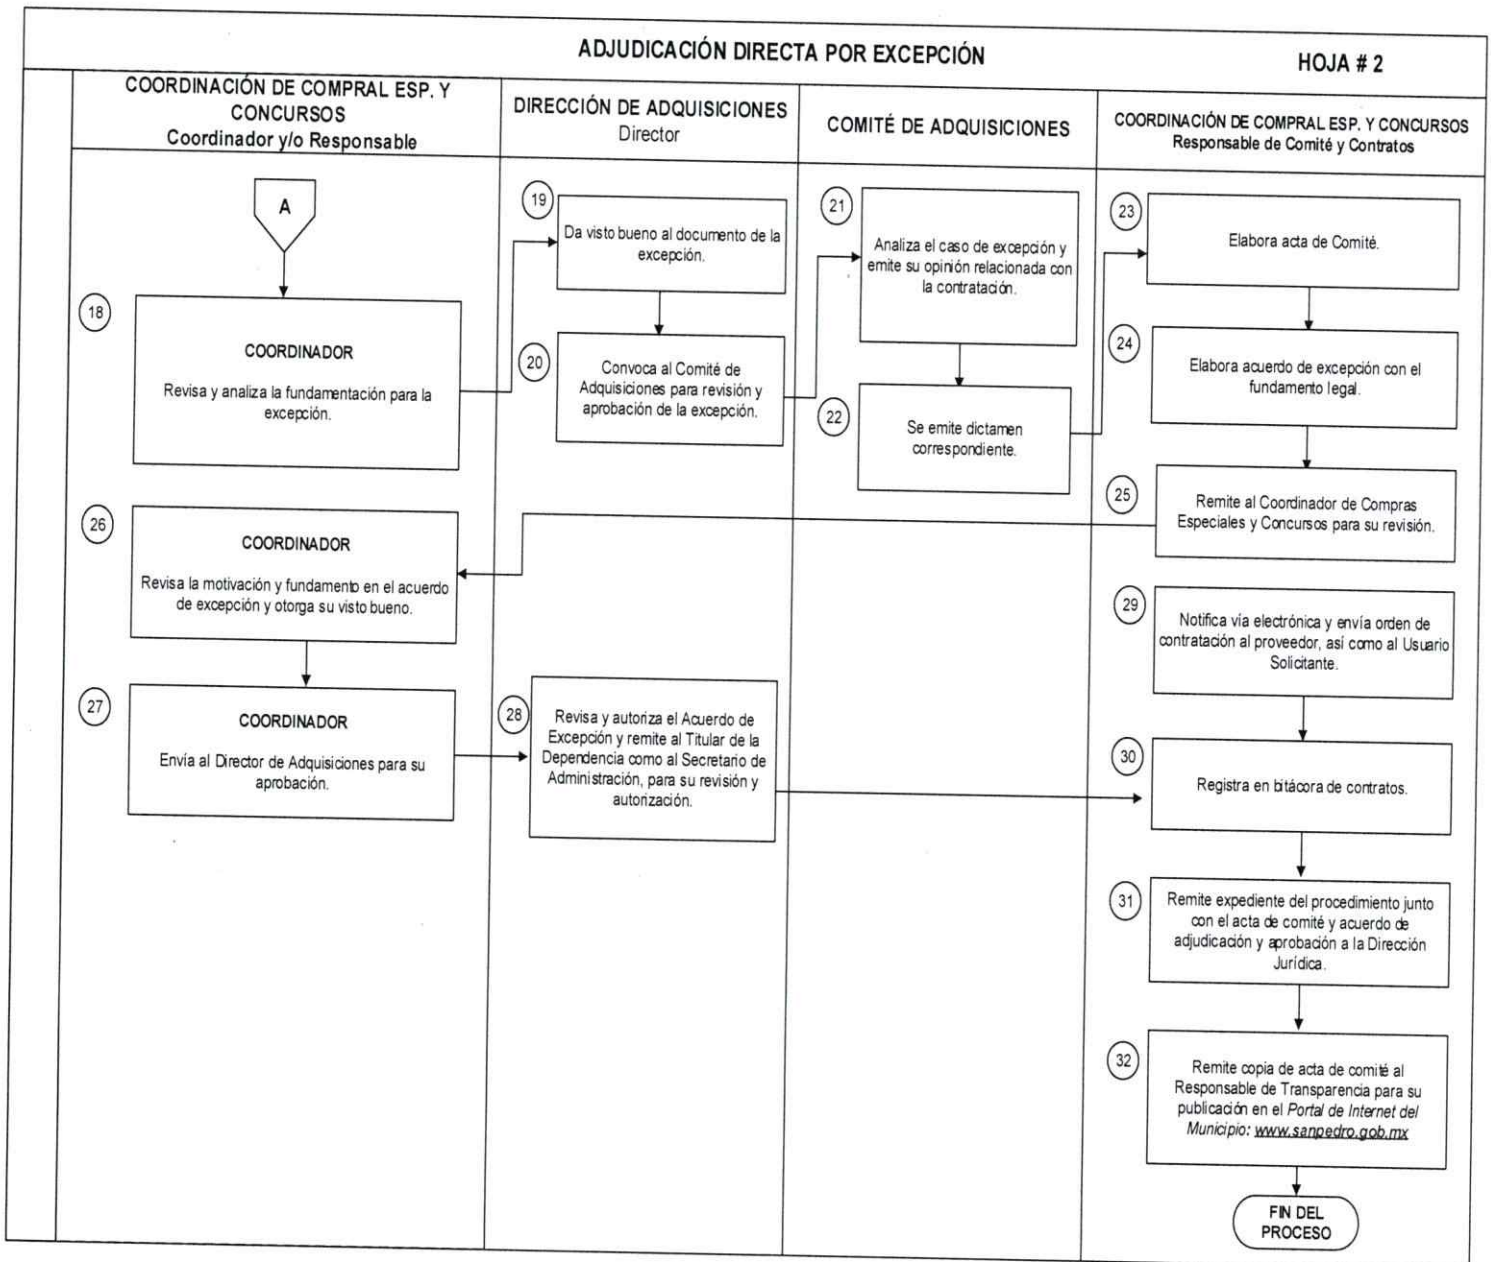 ADJUDICACIÓN DIRECTA POR EXCEPCIÓN
HOJA # 2
COORDINACIÓN DE COMPRAL ESP. Y
CONCURSOS
Coordinador y/o Responsable
DIRECCIÓN DE ADQUISICIONES
Director
COMITÉ DE ADQUISICIONES
COORDINACIÓN DE COMPRAL ESP. Y CONCURSOS
Responsable de Comité y Contratos
A
18
COORDINADOR
Revisa y analiza la fundamentación para la
excepción.
19
Da visto bueno al documento de la
excepción.
20
Convoca al Comité de
Adquisiciones para revisión y
aprobación de la excepción.
21
Analiza el caso de excepción y
emite su opinión relacionada con
la contratación.
22
Se emite dictamen
correspondiente.
23
Elabora acta de Comité.
24
Elabora acuerdo de excepción con el
fundamento legal.
25
Remite al Coordinador de Compras
Especiales y Concursos para su revisión.
26
COORDINADOR
Revisa la motivación y fundamento en el acuerdo
de excepción y otorga su visto bueno.
27
COORDINADOR
Envía al Director de Adquisiciones para su
aprobación.
28
Revisa y autoriza el Acuerdo de
Excepción y remite al Titular de la
Dependencia como al Secretario de
Administración, para su revisión y
autorización.
29
Notifica vía electrónica y envía orden de
contratación al proveedor, así como al Usuario
Solicitante.
30
Registra en bitácora de contratos.
31
Remite expediente del procedimiento junto
con el acta de comité y acuerdo de
adjudicación y aprobación a la Dirección
Jurídica.
32
Remite copia de acta de comité al
Responsable de Transparencia para su
publicación en el Portal de Internet del
Municipio: www.sanpedro.gob.mx
FIN DEL
PROCESO